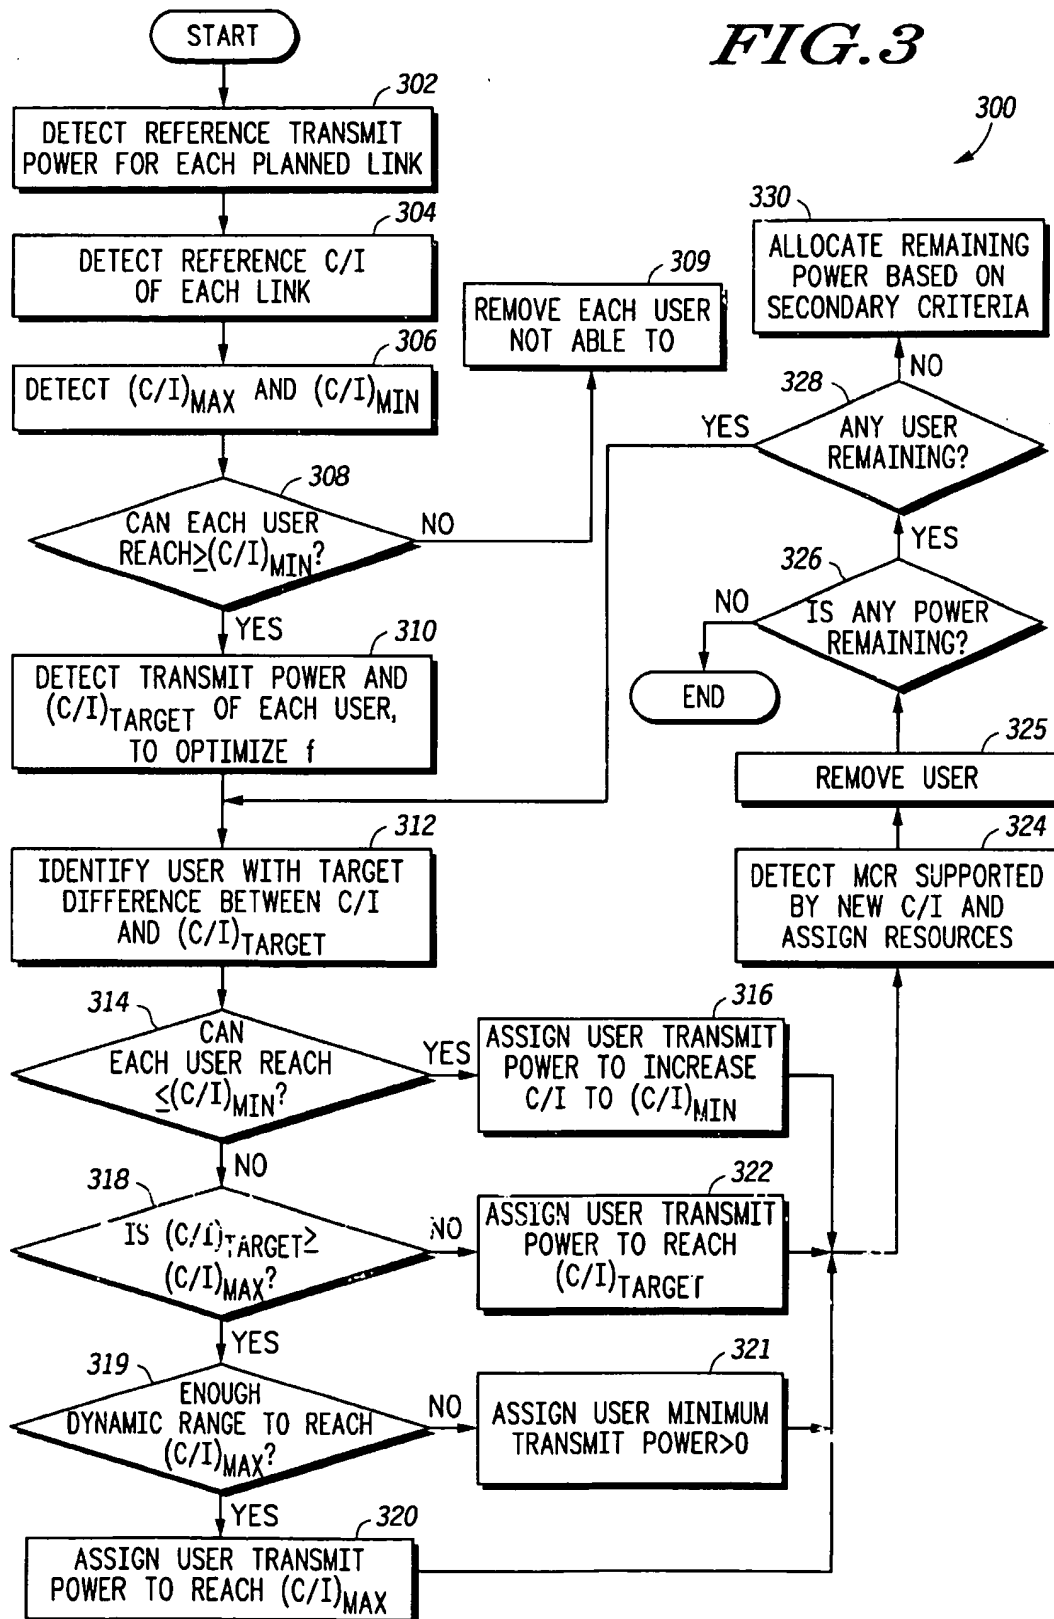 FIG.3
300
START
302
DETECT REFERENCE TRANSMIT
POWER FOR EACH PLANNED LINK
304
DETECT REFERENCE C/I
OF EACH LINK
306
DETECT (C/I)MAX AND (C/I)MIN
308
CAN EACH USER
REACH≥(C/I)MIN?
NO
309
REMOVE EACH USER
NOT ABLE TO
YES
310
DETECT TRANSMIT POWER AND
(C/I)TARGET OF EACH USER,
TO OPTIMIZE f
312
IDENTIFY USER WITH TARGET
DIFFERENCE BETWEEN C/I
AND (C/I)TARGET
314
CAN
EACH USER REACH
≤(C/I)MIN?
YES
316
ASSIGN USER TRANSMIT
POWER TO INCREASE
C/I TO (C/I)MIN
NO
318
IS (C/I)TARGET≥
(C/I)MAX?
NO
322
ASSIGN USER TRANSMIT
POWER TO REACH
(C/I)TARGET
YES
319
ENOUGH
DYNAMIC RANGE TO REACH
(C/I)MAX?
NO
321
ASSIGN USER MINIMUM
TRANSMIT POWER>0
YES
320
ASSIGN USER TRANSMIT
POWER TO REACH (C/I)MAX
324
DETECT MCR SUPPORTED
BY NEW C/I AND
ASSIGN RESOURCES
325
REMOVE USER
326
IS ANY POWER
REMAINING?
NO
END
YES
328
ANY USER
REMAINING?
YES
NO
330
ALLOCATE REMAINING
POWER BASED ON
SECONDARY CRITERIA